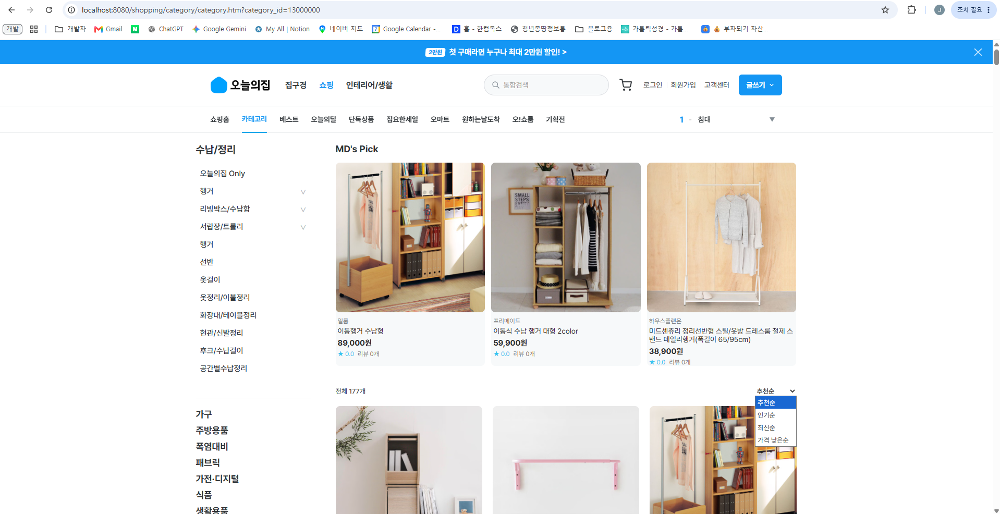 localhost:8080/shopping/category/category.htm?category_id=13000000
J
조치 필요
개발
개발자
Gmail
ChatGPT
Google Gemini
My All | Notion
네이버 지도
Google Calendar -...
홈 - 한컴독스
청년몽땅정보통
블로그용
가톨릭성경 - 가톨...
부자되기 자산...
2만원 첫 구매라면 누구나 최대 2만원 할인! >
오늘의집
집구경
쇼핑
인테리어/생활
통합검색
로그인
회원가입
고객센터
글쓰기
쇼핑홈
카테고리
베스트
오늘의딜
단독상품
집요한세일
오마트
원하는날도착
오!쇼룸
기획전
1 - 침대 ▼
수납/정리
오늘의집 Only
행거
리빙박스/수납함
서랍장/트롤리
행거
선반
옷걸이
옷정리/이불정리
화장대/테이블정리
현관/신발정리
후크/수납걸이
공간별수납정리
가구
주방용품
폭염대비
패브릭
가전·디지털
식품
생활용품
MD's Pick
SMALL
STEPS
EVERY
일룸
이동행거 수납형
89,000원
★ 0.0 리뷰 0개
프리메이드
이동식 수납 행거 대형 2color
59,900원
★ 0.0 리뷰 0개
하우스플랜온
미드센츄리 정리선반형 스틸/옷방 드레스룸 철제 스
탠드 데일리행거(폭길이 65/95cm)
38,900원
★ 0.0 리뷰 0개
전체 177개
추천순
추천순
인기순
최신순
가격 낮은순